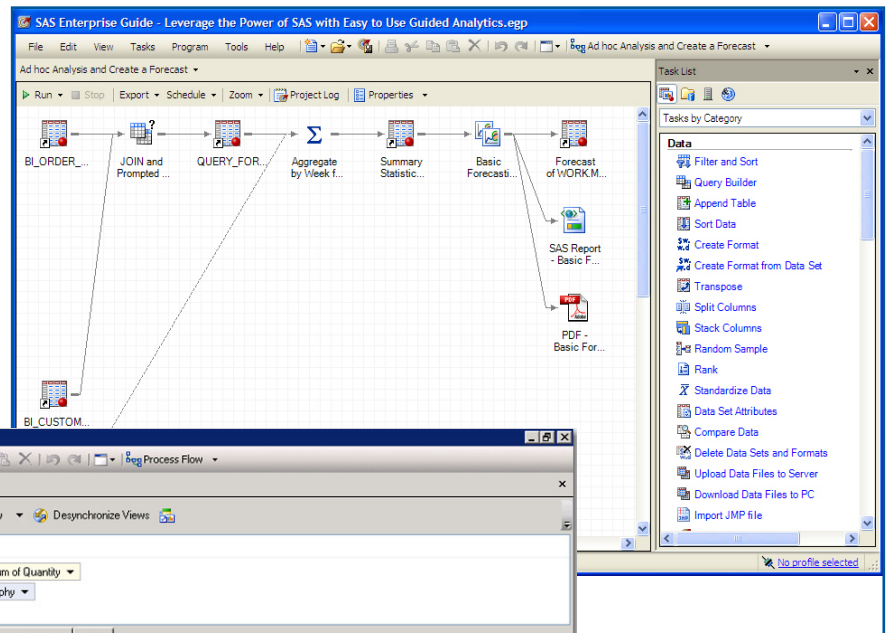 SAS Enterprise Guide - Leverage the Power of SAS with Easy to Use Guided Analytics.egp
File Edit View Tasks Program Tools Help Ad hoc Analysis and Create a Forecast
Ad hoc Analysis and Create a Forecast
Run Stop Export Schedule Zoom Project Log Properties
BI_ORDER_...
JOIN and
Prompted ...
QUERY_FOR...
Aggregate
by Week f...
Summary
Statistic...
Basic
Forecasti...
Forecast
of WORK.M...
SAS Report
- Basic F...
PDF
PDF -
Basic For...
BI_CUSTOM...
Task List
Tasks by Category
Data
Filter and Sort
Query Builder
Append Table
Sort Data
Create Format
Create Format from Data Set
Transpose
Split Columns
Stack Columns
Random Sample
Rank
Standardize Data
Data Set Attributes
Compare Data
Delete Data Sets and Formats
Upload Data Files to Server
Download Data Files to PC
Import JMP file
No profile selected
Process Flow
Desynchronize Views
um of Quantity
phy